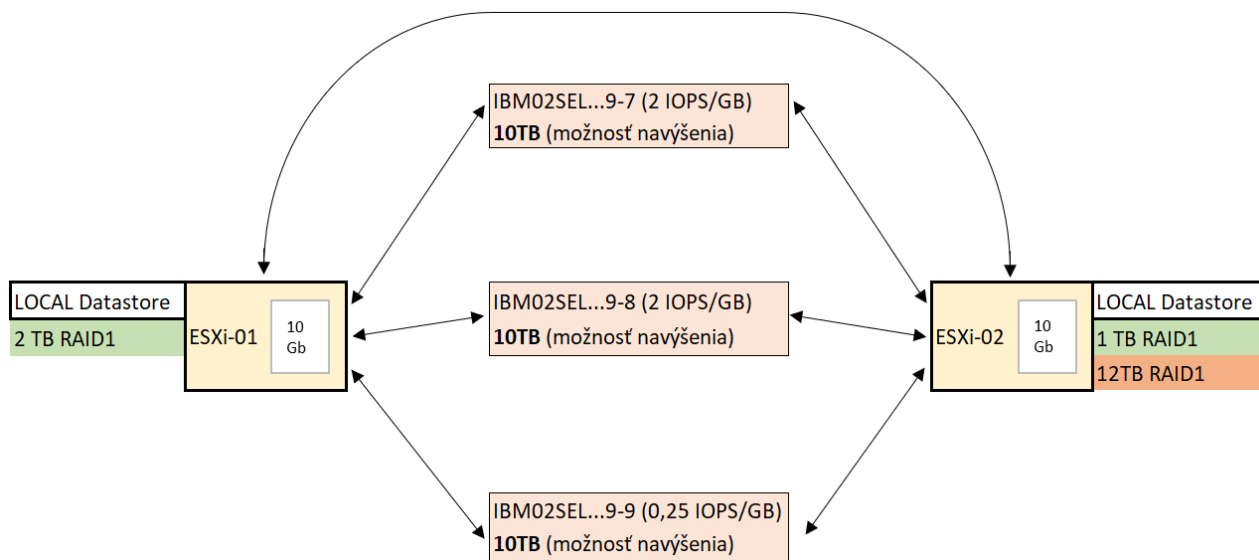 IBM02SEL...9-7 (2 IOPS/GB)
10TB (možnosť navýšenia)
LOCAL Datastore
2 TB RAID1
ESXi-01
10
Gb
IBM02SEL...9-8 (2 IOPS/GB)
10TB (možnosť navýšenia)
ESXi-02
10
Gb
LOCAL Datastore
1 TB RAID1
12TB RAID1
IBM02SEL...9-9 (0,25 IOPS/GB)
10TB (možnosť navýšenia)